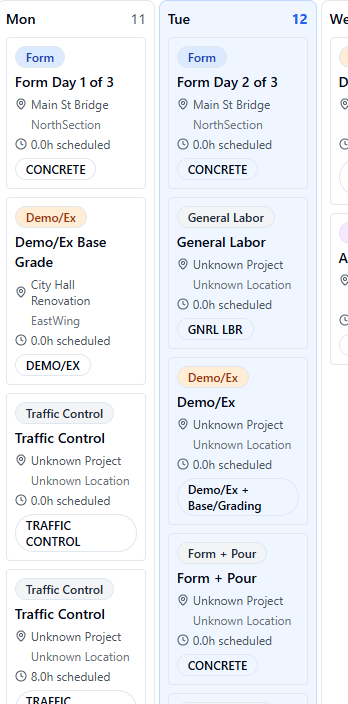 Mon 11
Form
Form Day 1 of 3
Main St Bridge
NorthSection
0.0h scheduled
CONCRETE
Demo/Ex
Demo/Ex Base
Grade
City Hall
Renovation
EastWing
0.0h scheduled
DEMO/EX
Traffic Control
Traffic Control
Unknown Project
Unknown Location
0.0h scheduled
TRAFFIC
CONTROL
Traffic Control
Traffic Control
Unknown Project
Unknown Location
8.0h scheduled
TRAFFIC
Tue 12
Form
Form Day 2 of 3
Main St Bridge
NorthSection
0.0h scheduled
CONCRETE
General Labor
General Labor
Unknown Project
Unknown Location
0.0h scheduled
GNRL LBR
Demo/Ex
Demo/Ex
Unknown Project
Unknown Location
0.0h scheduled
Demo/Ex +
Base/Grading
Form + Pour
Form + Pour
Unknown Project
Unknown Location
0.0h scheduled
CONCRETE
We